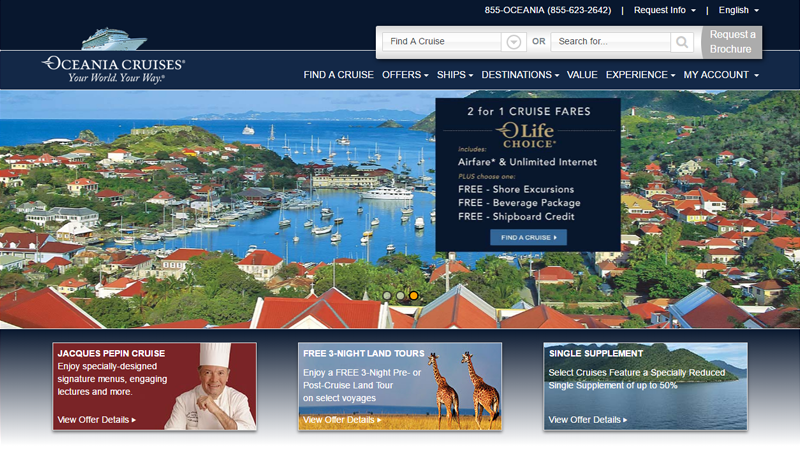 855-OCEANIA (855-623-2642) | Request Info | English
Find A Cruise OR Search for... Request a
Brochure
OCEANIA CRUISES®
Your World. Your Way.®
FIND A CRUISE OFFERS SHIPS DESTINATIONS VALUE EXPERIENCE MY ACCOUNT
2 for 1 CRUISE FARES
OLife
CHOICE®
includes:
Airfare* & Unlimited Internet
PLUS choose one:
FREE - Shore Excursions
FREE - Beverage Package
FREE - Shipboard Credit
FIND A CRUISE
JACQUES PEPIN CRUISE
Enjoy specially-designed
signature menus, engaging
lectures and more.
View Offer Details
FREE 3-NIGHT LAND TOURS
Enjoy a FREE 3-Night Pre- or
Post-Cruise Land Tour
on select voyages
View Offer Details
SINGLE SUPPLEMENT
Select Cruises Feature a Specially Reduced
Single Supplement of up to 50%
View Offer Details